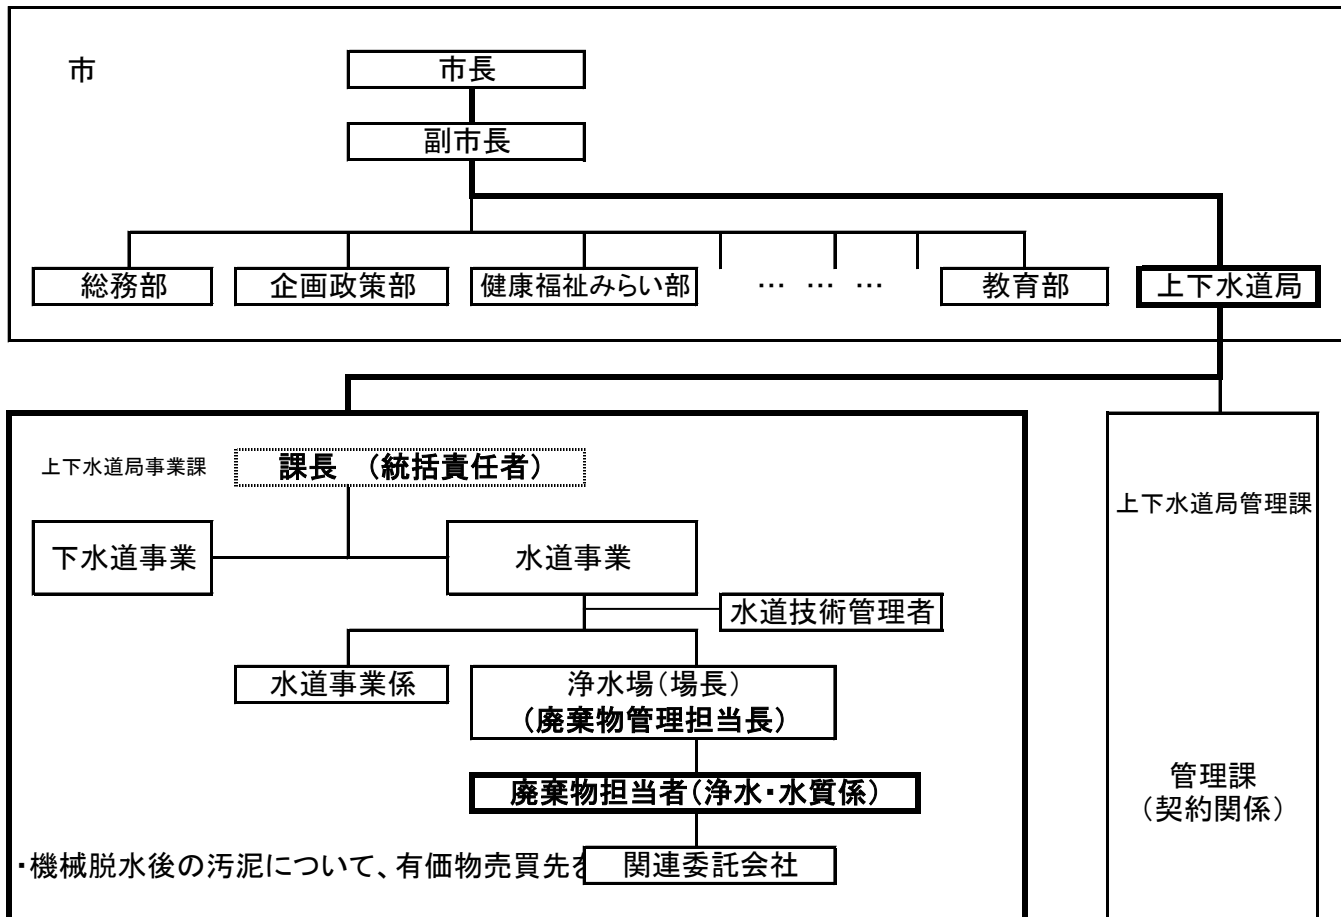 市
市長
副市長
総務部
企画政策部
健康福祉みらい部
… … …
教育部
上下水道局
上下水道局事業課
課長 （統括責任者）
下水道事業
水道事業
水道技術管理者
水道事業係
浄水場（場長）
（廃棄物管理担当長）
廃棄物担当者（浄水・水質係）
・機械脱水後の汚泥について、有価物売買先を
関連委託会社
上下水道局管理課
管理課
（契約関係）